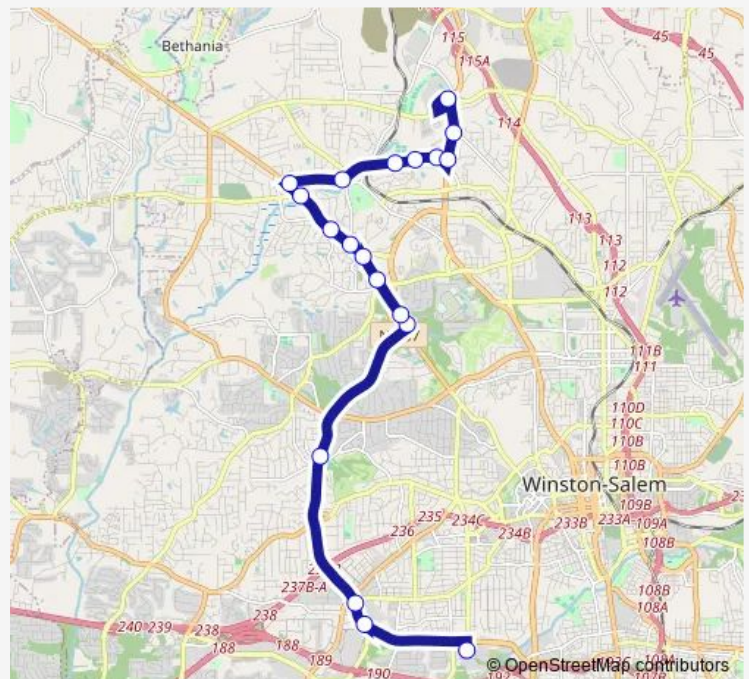 115
45
Bethania
115A
45
114
113
113
112
112
111B
111
110D
110C
110B
110B
Winston-Salem
109B
236
235
234C
234B
233B
233A
109A
108B
237B-A
108B
108A
240
239
238
238
188
188
189
190
© OpenStreetMap contributors